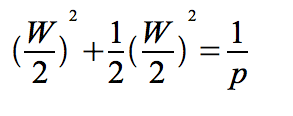 (W/2)² + 1/2(W/2)² = 1/p